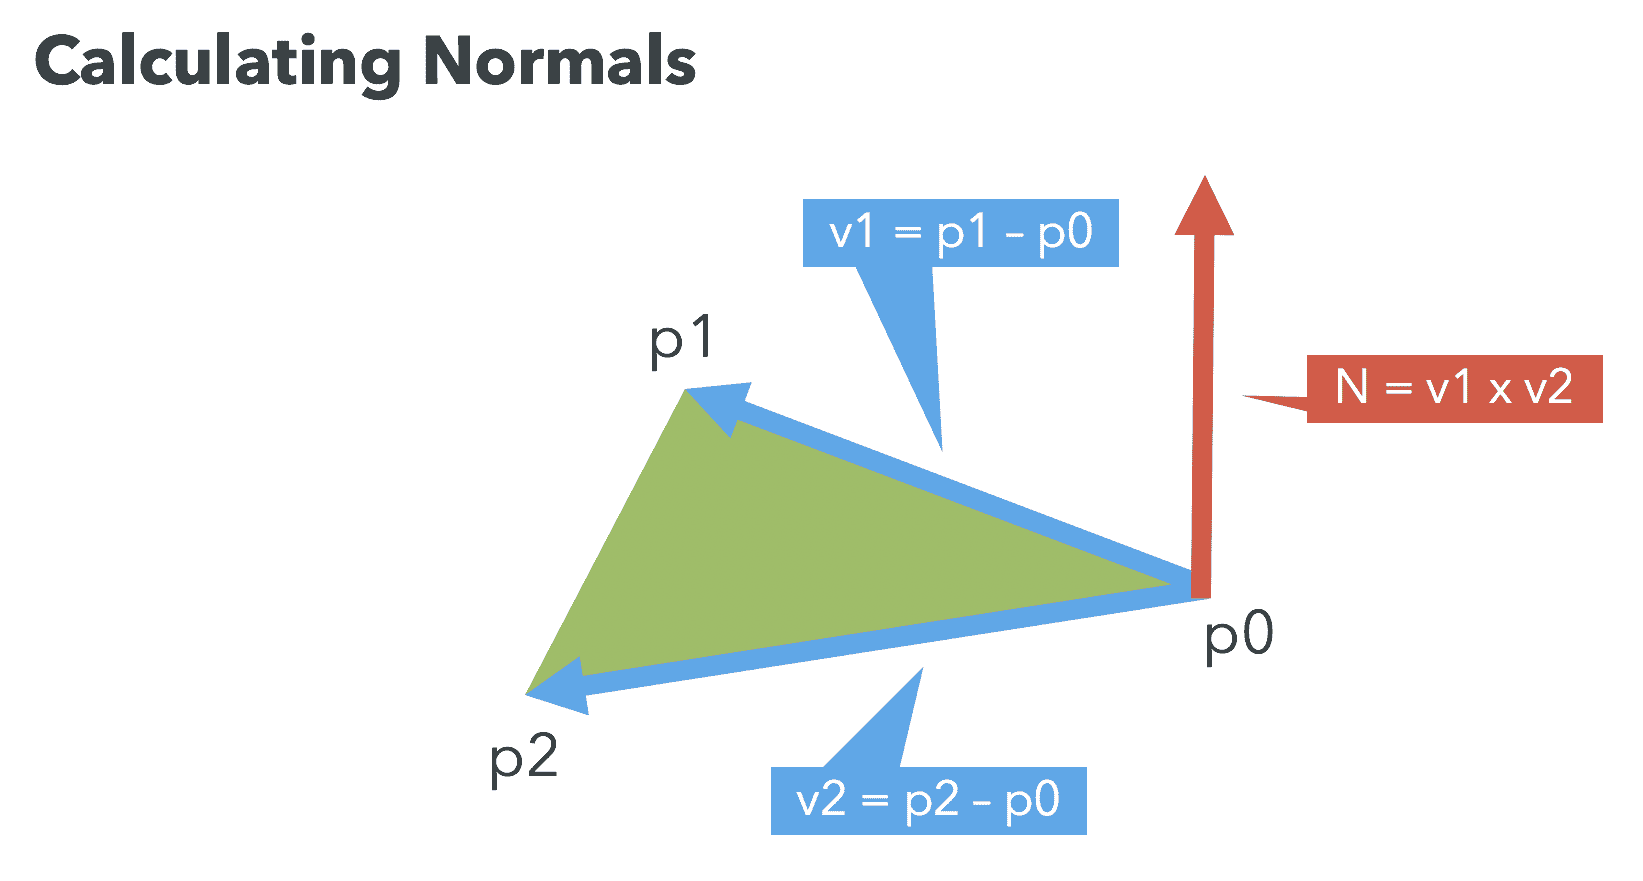 Calculating Normals
v1 = p1 – p0
p1
N = v1 x v2
p0
p2
v2 = p2 – p0